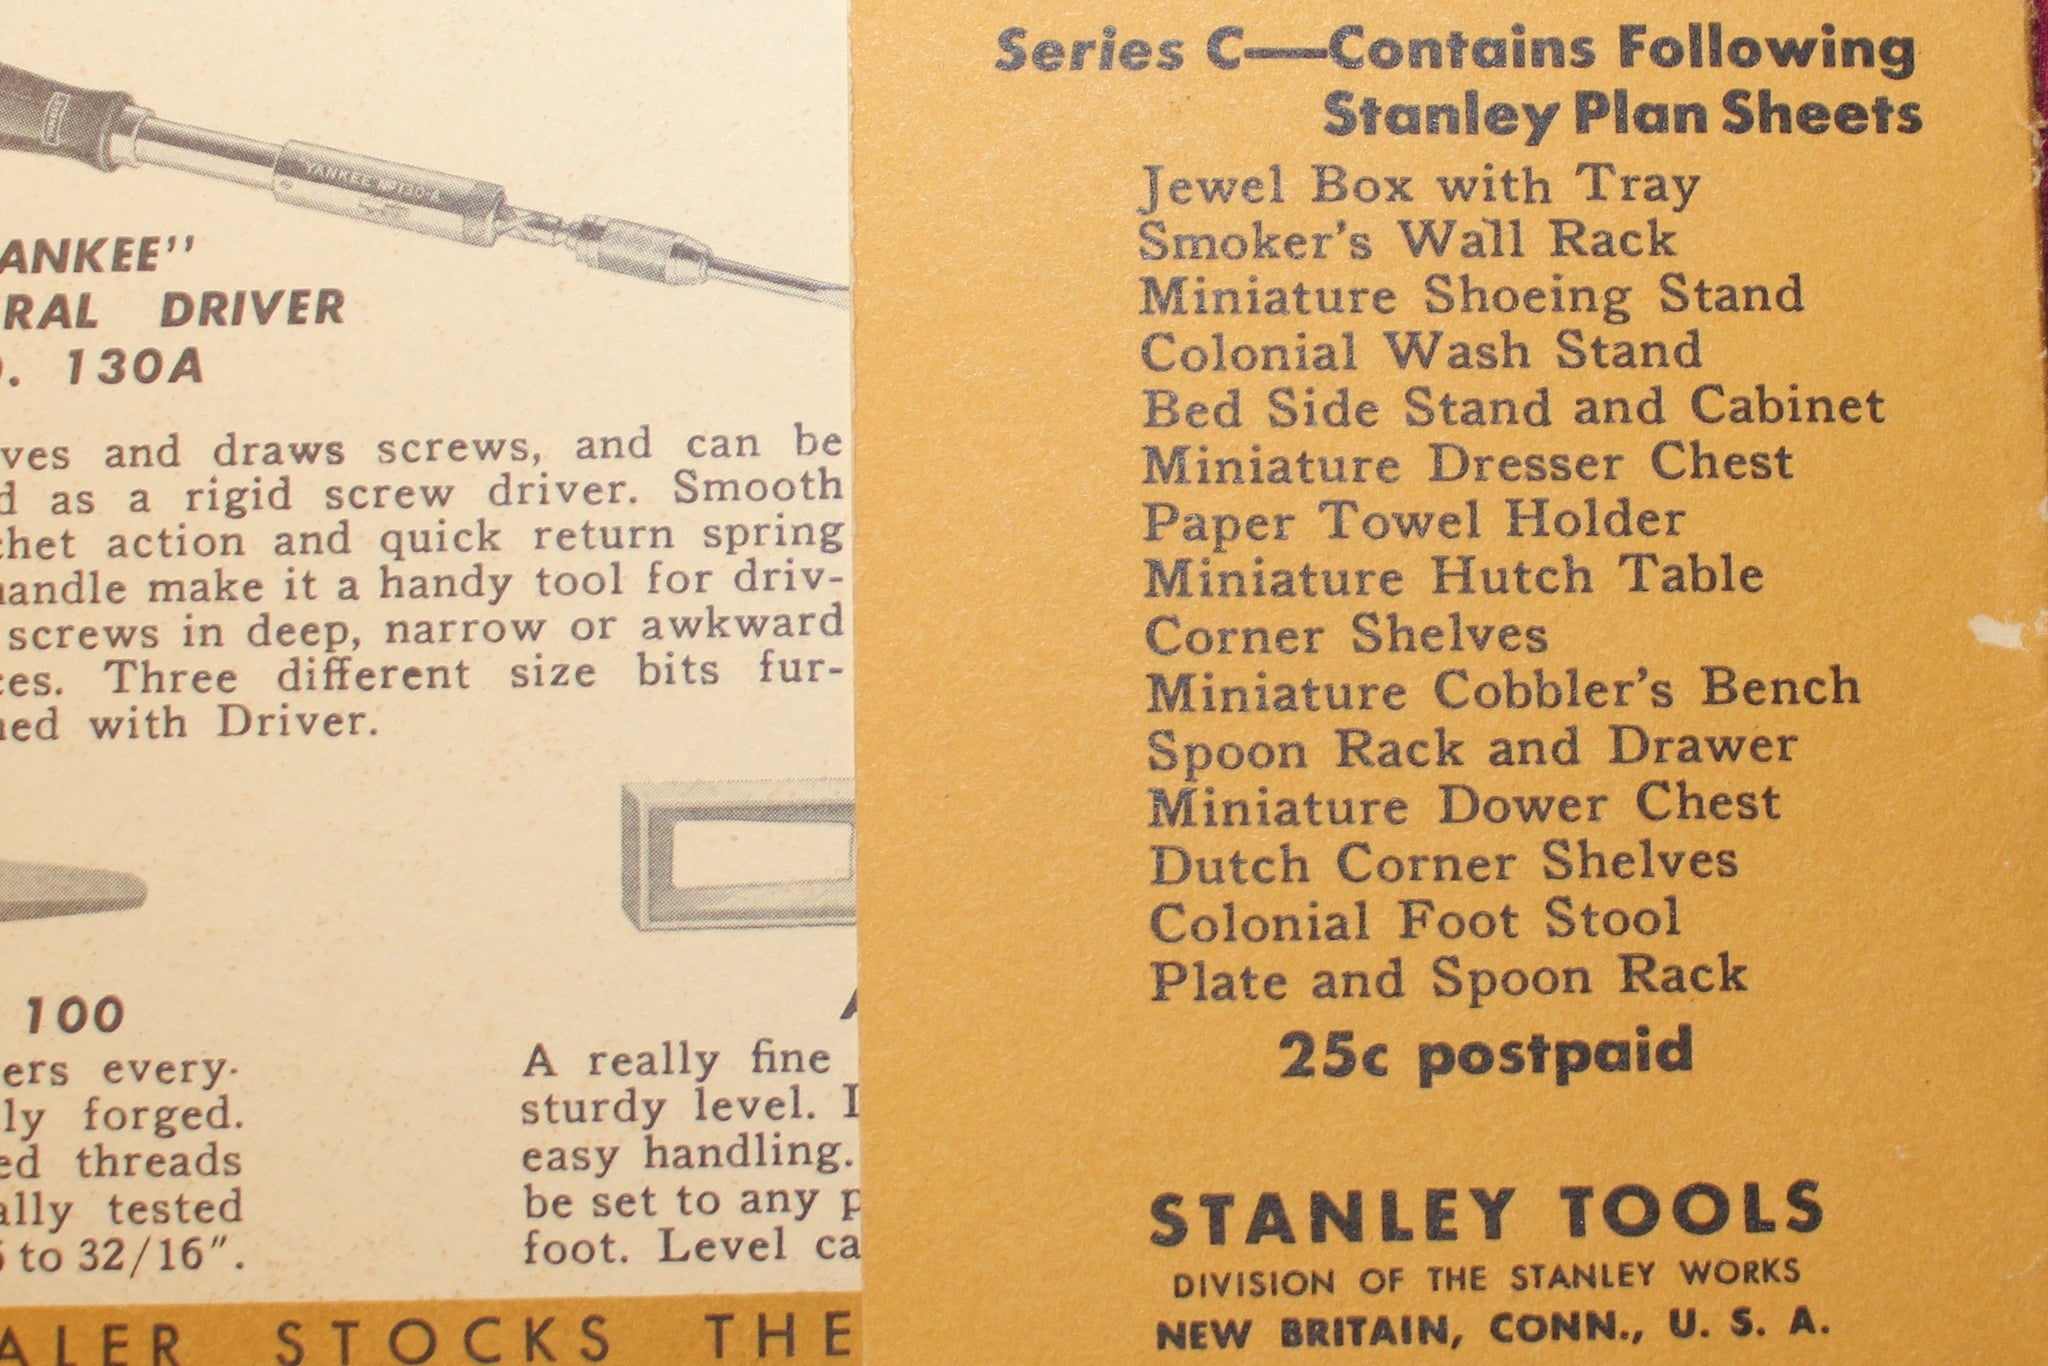 YANKEE Nº130-A
ANKEE"
RAL DRIVER
. 130A
ves and draws screws, and can be
d as a rigid screw driver. Smooth
chet action and quick return spring
handle make it a handy tool for driv-
screws in deep, narrow or awkward
ces. Three different size bits fur-
ned with Driver.
100
ers every-
ly forged.
ed threads
ally tested
to 32/16".
A really fine
sturdy level. I
easy handling.
be set to any p
foot. Level ca
ALER STOCKS THE
Series C—Contains Following
Stanley Plan Sheets
Jewel Box with Tray
Smoker's Wall Rack
Miniature Shoeing Stand
Colonial Wash Stand
Bed Side Stand and Cabinet
Miniature Dresser Chest
Paper Towel Holder
Miniature Hutch Table
Corner Shelves
Miniature Cobbler's Bench
Spoon Rack and Drawer
Miniature Dower Chest
Dutch Corner Shelves
Colonial Foot Stool
Plate and Spoon Rack
25c postpaid
STANLEY TOOLS
DIVISION OF THE STANLEY WORKS
NEW BRITAIN, CONN., U. S. A.